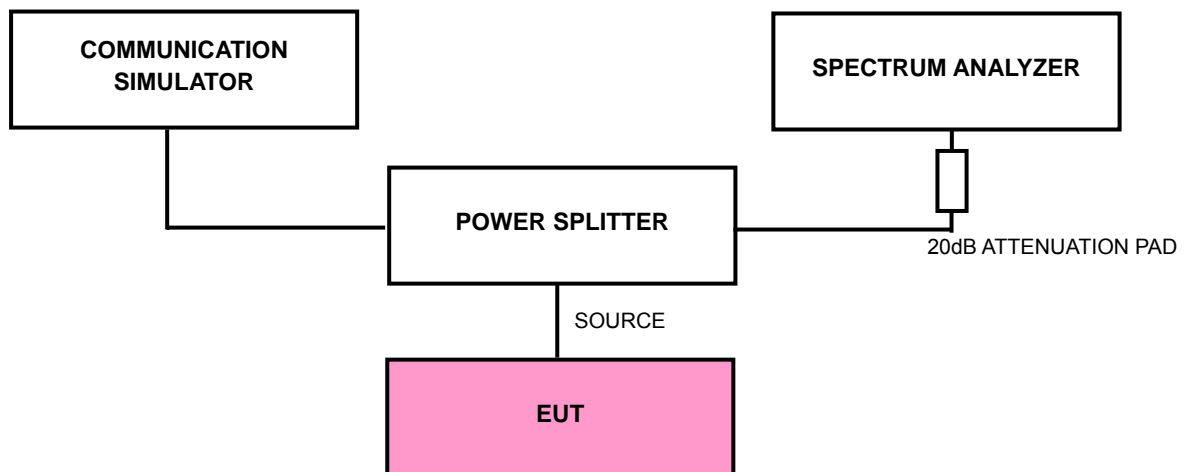 COMMUNICATION
SIMULATOR
SPECTRUM ANALYZER
POWER SPLITTER
20dB ATTENUATION PAD
SOURCE
EUT